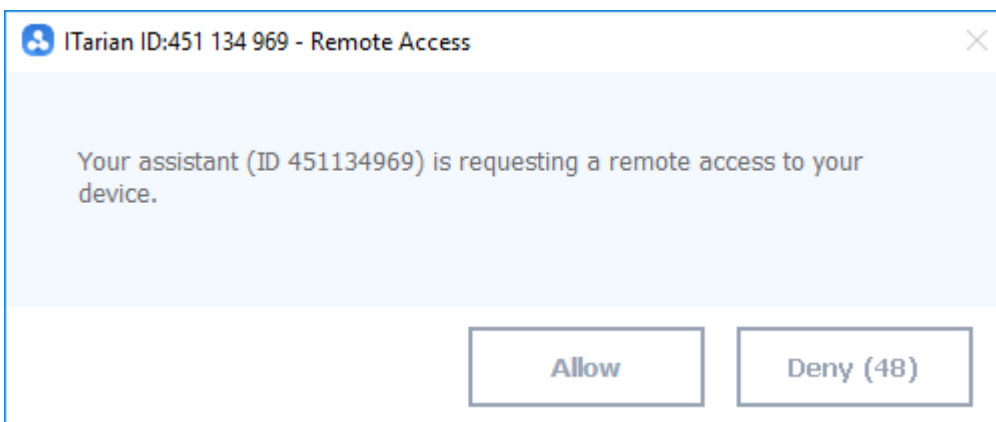 ITarian ID:451 134 969 - Remote Access
Your assistant (ID 451134969) is requesting a remote access to your
device.
Allow
Deny (48)